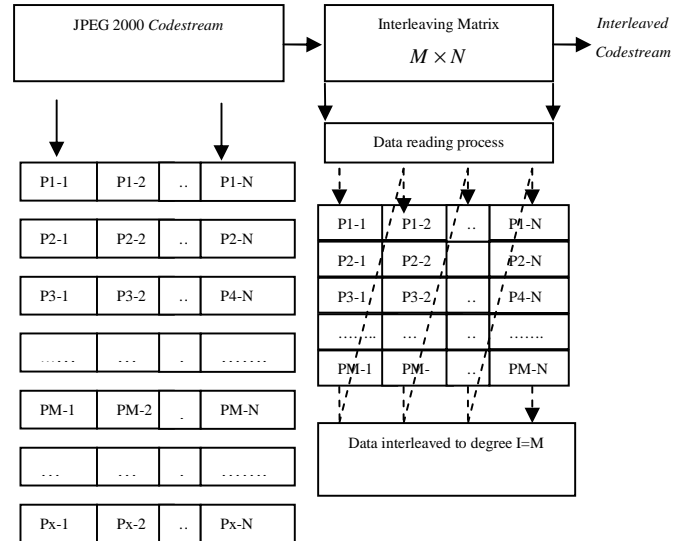 JPEG 2000 Codestream
Interleaving Matrix
M × N
Interleaved
Codestream
Data reading process
P1-1 P1-2 .. P1-N
P2-1 P2-2 .. P2-N
P3-1 P3-2 .. P4-N
...... ... . .......
PM-1 PM-2 . PM-N
... ... . .......
Px-1 Px-2 .. Px-N
P1-1 P1-2 .. P1-N
P2-1 P2-2 P2-N
P3-1 P3-2 .. P4-N
........ ... .. .......
PM-1 PM- .. PM-N
Data interleaved to degree I=M